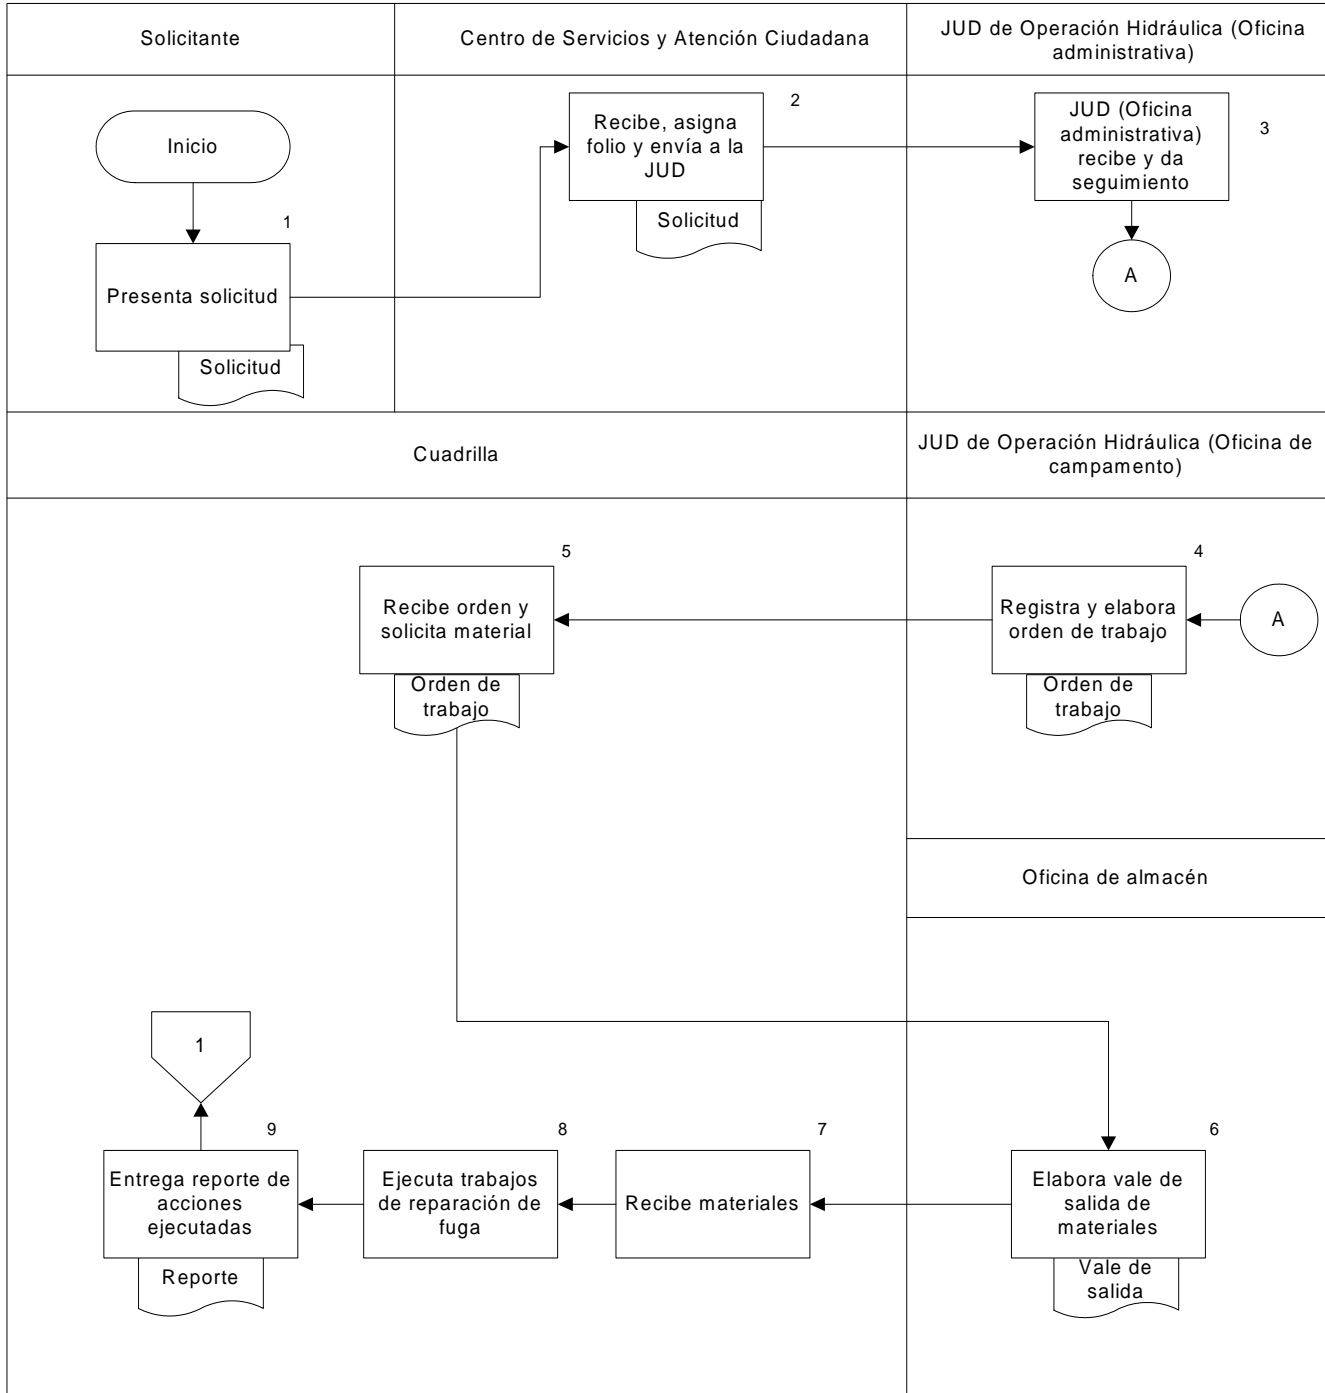 Solicitante
Centro de Servicios y Atención Ciudadana
JUD de Operación Hidráulica (Oficina
administrativa)
Inicio
1
Presenta solicitud
Solicitud
2
Recibe, asigna
folio y envía a la
JUD
Solicitud
JUD (Oficina
administrativa)
recibe y da
seguimiento
3
A
Cuadrilla
JUD de Operación Hidráulica (Oficina de
campamento)
5
Recibe orden y
solicita material
Orden de
trabajo
4
Registra y elabora
orden de trabajo
Orden de
trabajo
A
Oficina de almacén
1
9
Entrega reporte de
acciones
ejecutadas
Reporte
8
Ejecuta trabajos
de reparación de
fuga
7
Recibe materiales
6
Elabora vale de
salida de
materiales
Vale de
salida